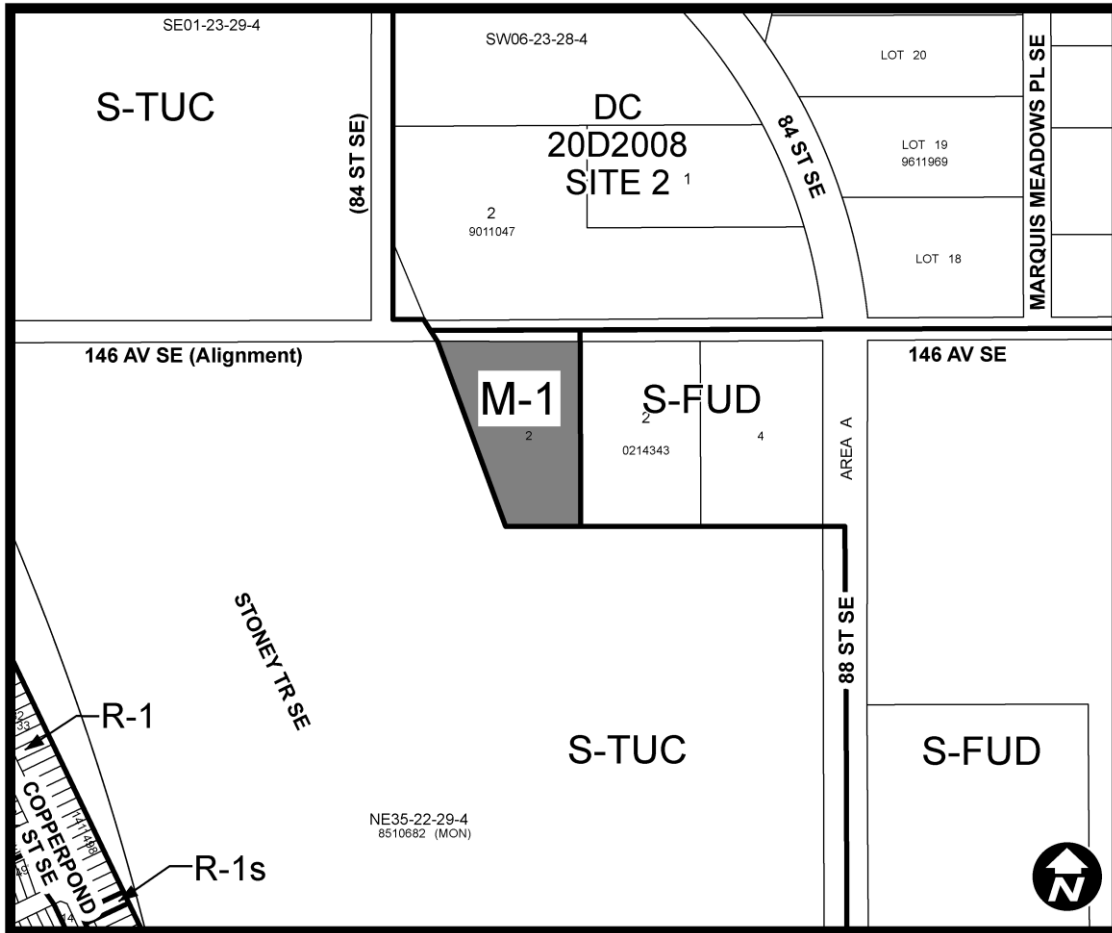 SE01-23-29-4
SW06-23-28-4
S-TUC
(84 ST SE)
DC
20D2008
SITE 2
1
2
9011047
84 ST SE
LOT 20
LOT 19
9611969
LOT 18
MARQUIS MEADOWS PL SE
146 AV SE (Alignment)
146 AV SE
M-1
2
S-FUD
2
0214343
4
AREA A
STONEY TR SE
88 ST SE
R-1
33
S-TUC
S-FUD
COPPERPOND
ST SE
1411498
NE35-22-29-4
8510682 (MON)
R-1s
14
N